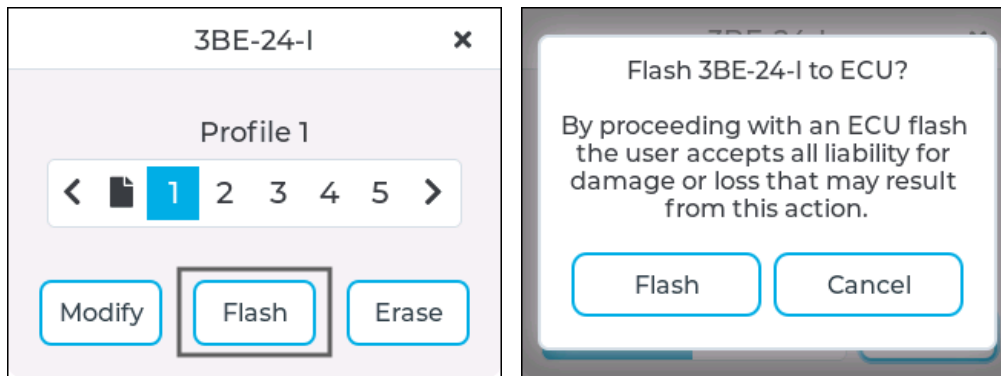 3BE-24-I
Profile 1
1 2 3 4 5
Modify Flash Erase
Flash 3BE-24-I to ECU?
By proceeding with an ECU flash
the user accepts all liability for
damage or loss that may result
from this action.
Flash Cancel